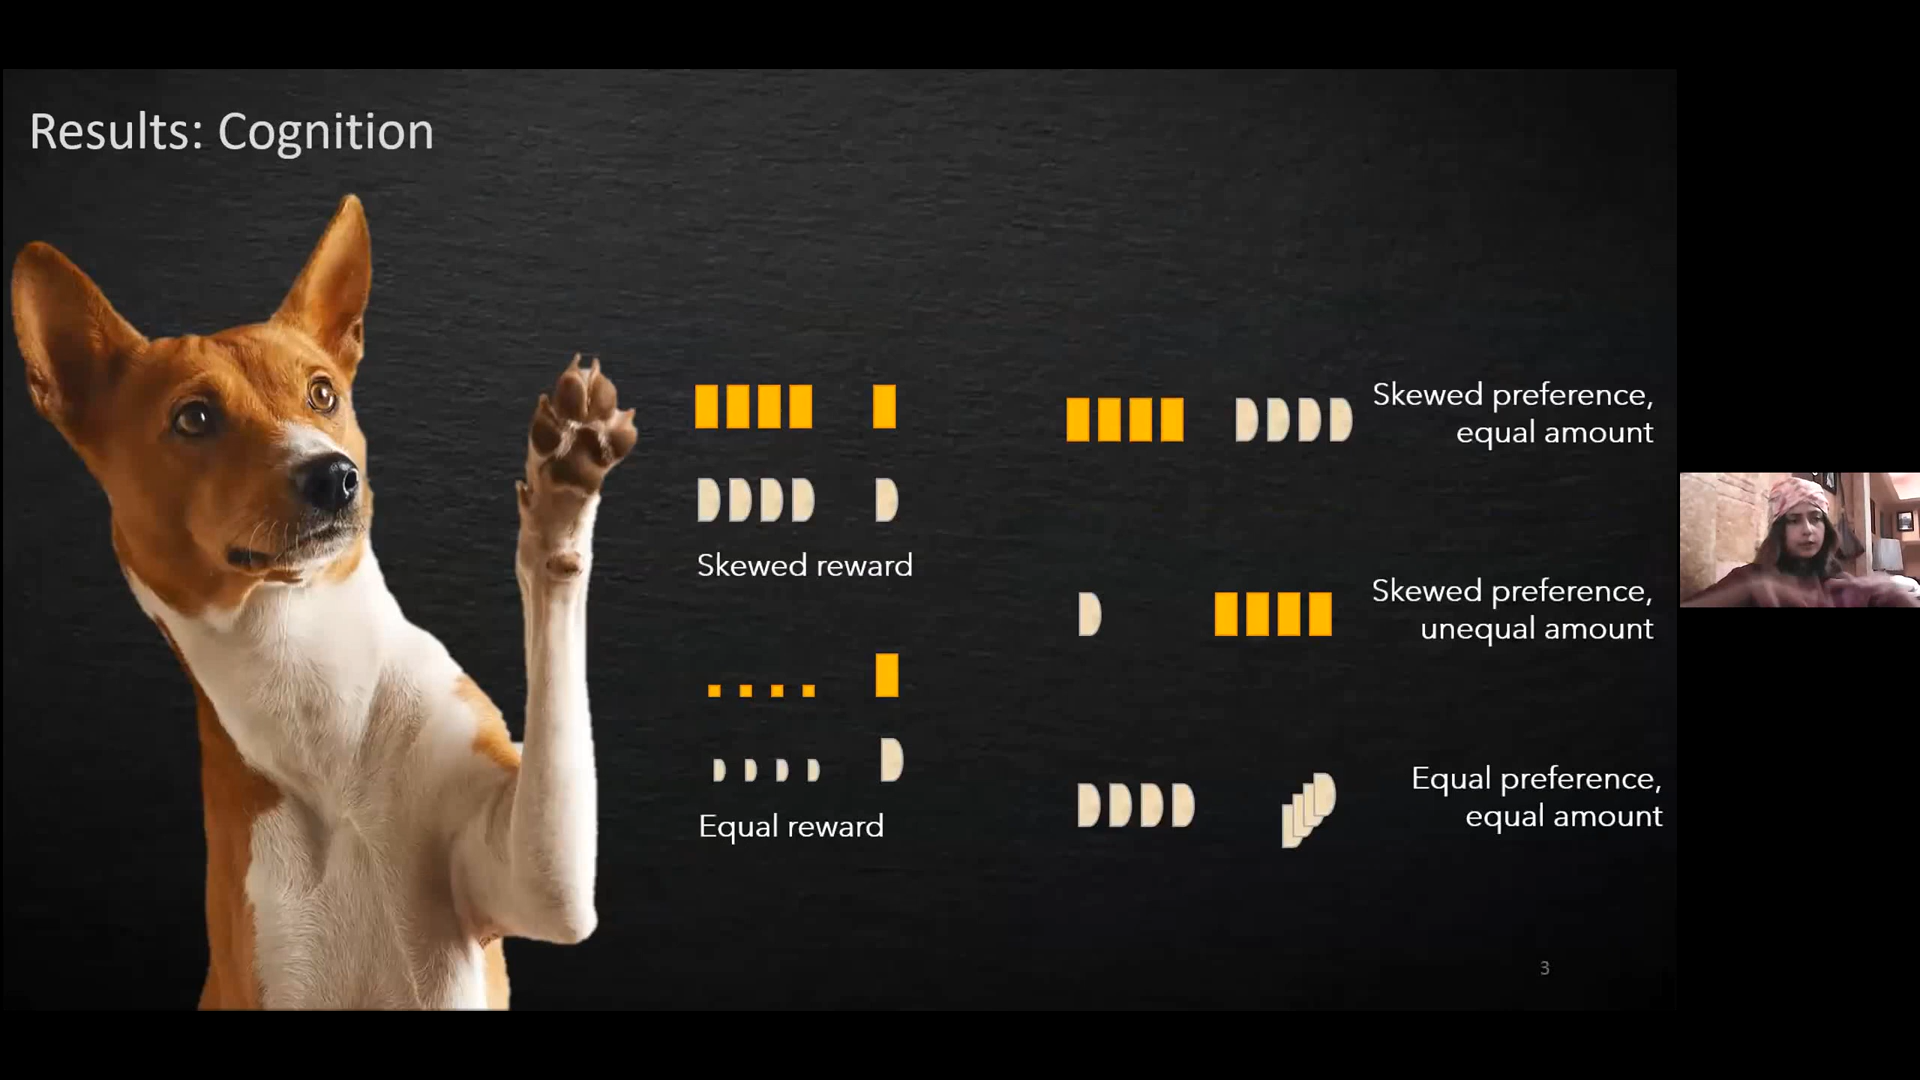 Results: Cognition
Skewed reward
Equal reward
Skewed preference,
equal amount
Skewed preference,
unequal amount
Equal preference,
equal amount
3